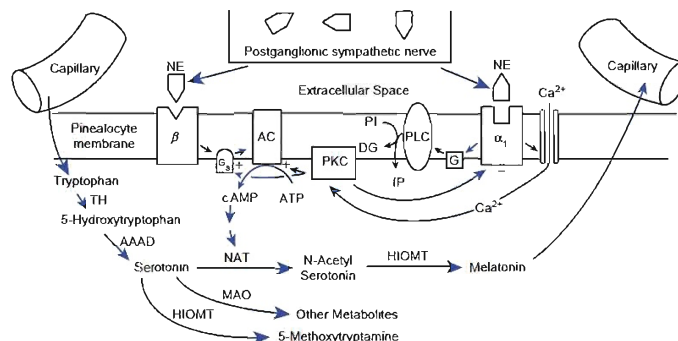 Postganglionic sympathetic nerve
Capillary
NE
NE
Capillary
Extracellular Space
Ca2+
Pinealocyte
membrane
β
AC
PI
PLC
α1
DG
Gs
+
+
PKC
G
−
IP
Tryptophan
cAMP
ATP
Ca2+
TH
5-Hydroxytryptophan
AAAD
Serotonin
NAT
N-Acetyl
Serotonin
HIOMT
Melatonin
MAO
HIOMT
Other Metabolites
5-Methoxytryptamine